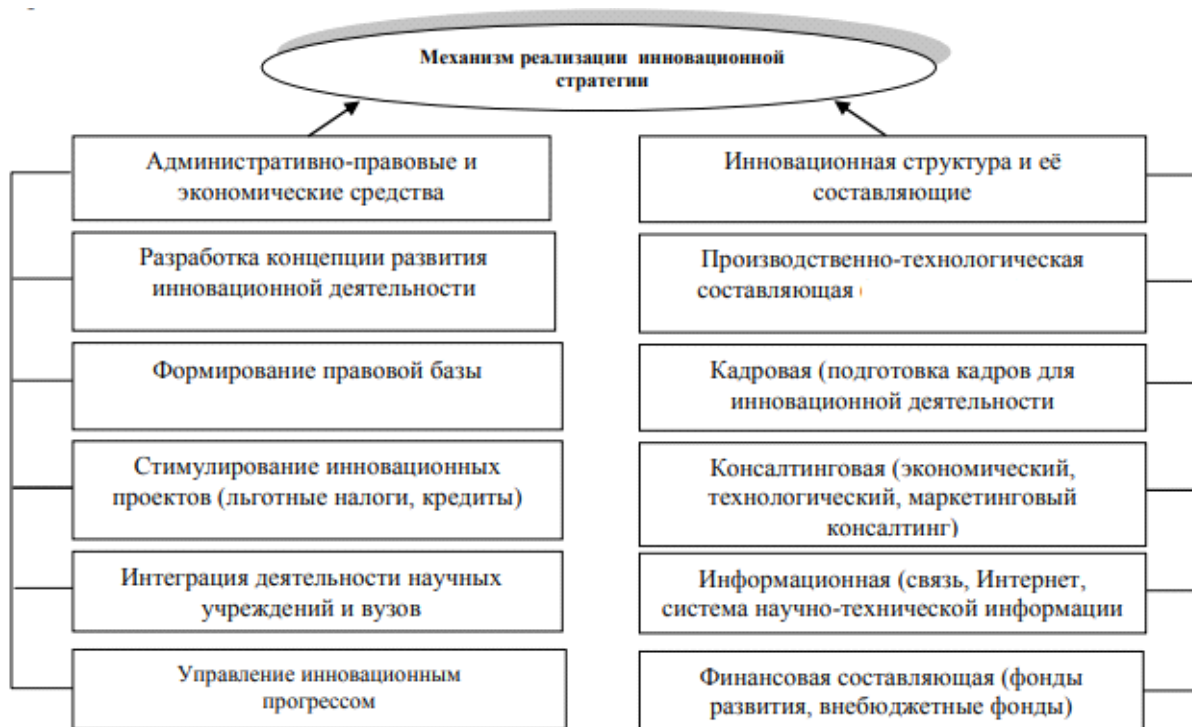 Механизм реализации инновационной
стратегии
Административно-правовые и
экономические средства
Разработка концепции развития
инновационной деятельности
Формирование правовой базы
Стимулирование инновационных
проектов (льготные налоги, кредиты)
Интеграция деятельности научных
учреждений и вузов
Управление инновационным
прогрессом
Инновационная структура и её
составляющие
Производственно-технологическая
составляющая
Кадровая (подготовка кадров для
инновационной деятельности
Консалтинговая (экономический,
технологический, маркетинговый
консалтинг)
Информационная (связь, Интернет,
система научно-технической информации
Финансовая составляющая (фонды
развития, внебюджетные фонды)